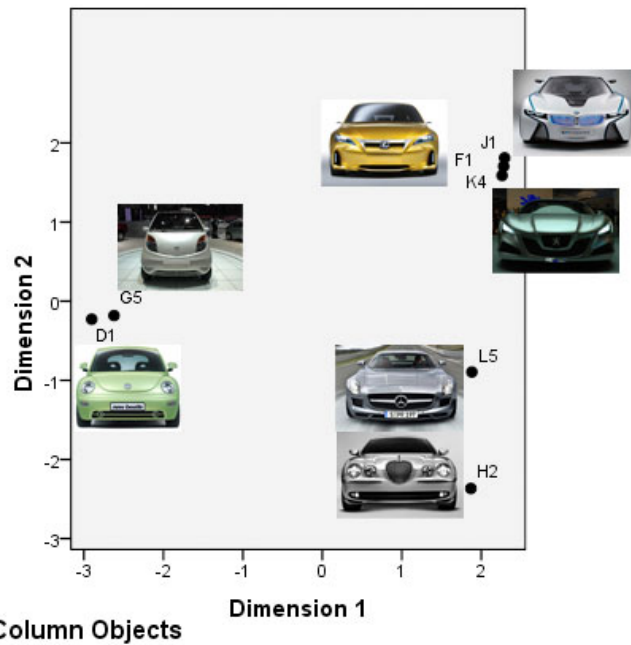 2
1
0
-1
-2
-3
Dimension 2
J1
F1
K4
G5
D1
L5
H2
-3 -2 -1 0 1 2
Dimension 1
Column Objects